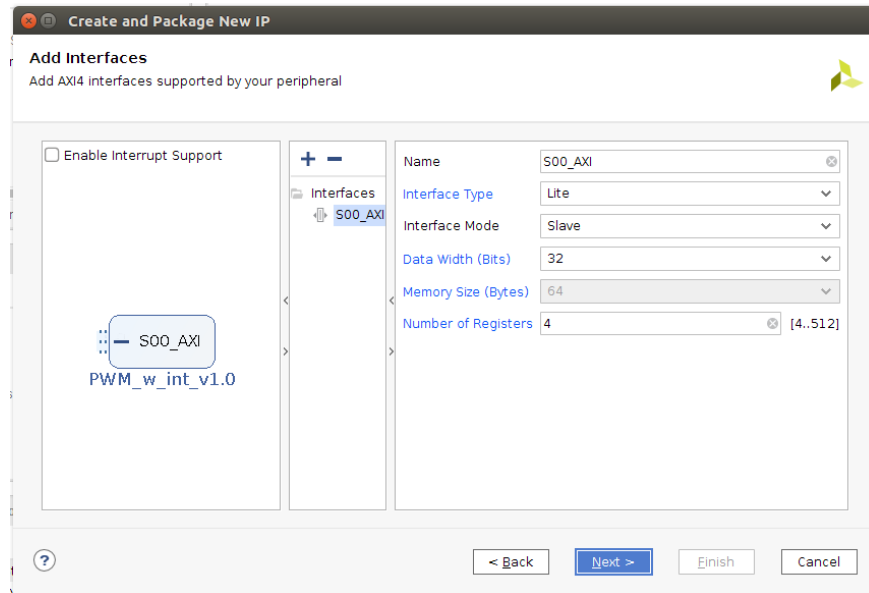 Create and Package New IP
Add Interfaces
Add AXI4 interfaces supported by your peripheral
Enable Interrupt Support
S00_AXI
PWM_w_int_v1.0
Interfaces
S00_AXI
Name S00_AXI
Interface Type Lite
Interface Mode Slave
Data Width (Bits) 32
Memory Size (Bytes) 64
Number of Registers 4 [4..512]
? < Back Next > Finish Cancel